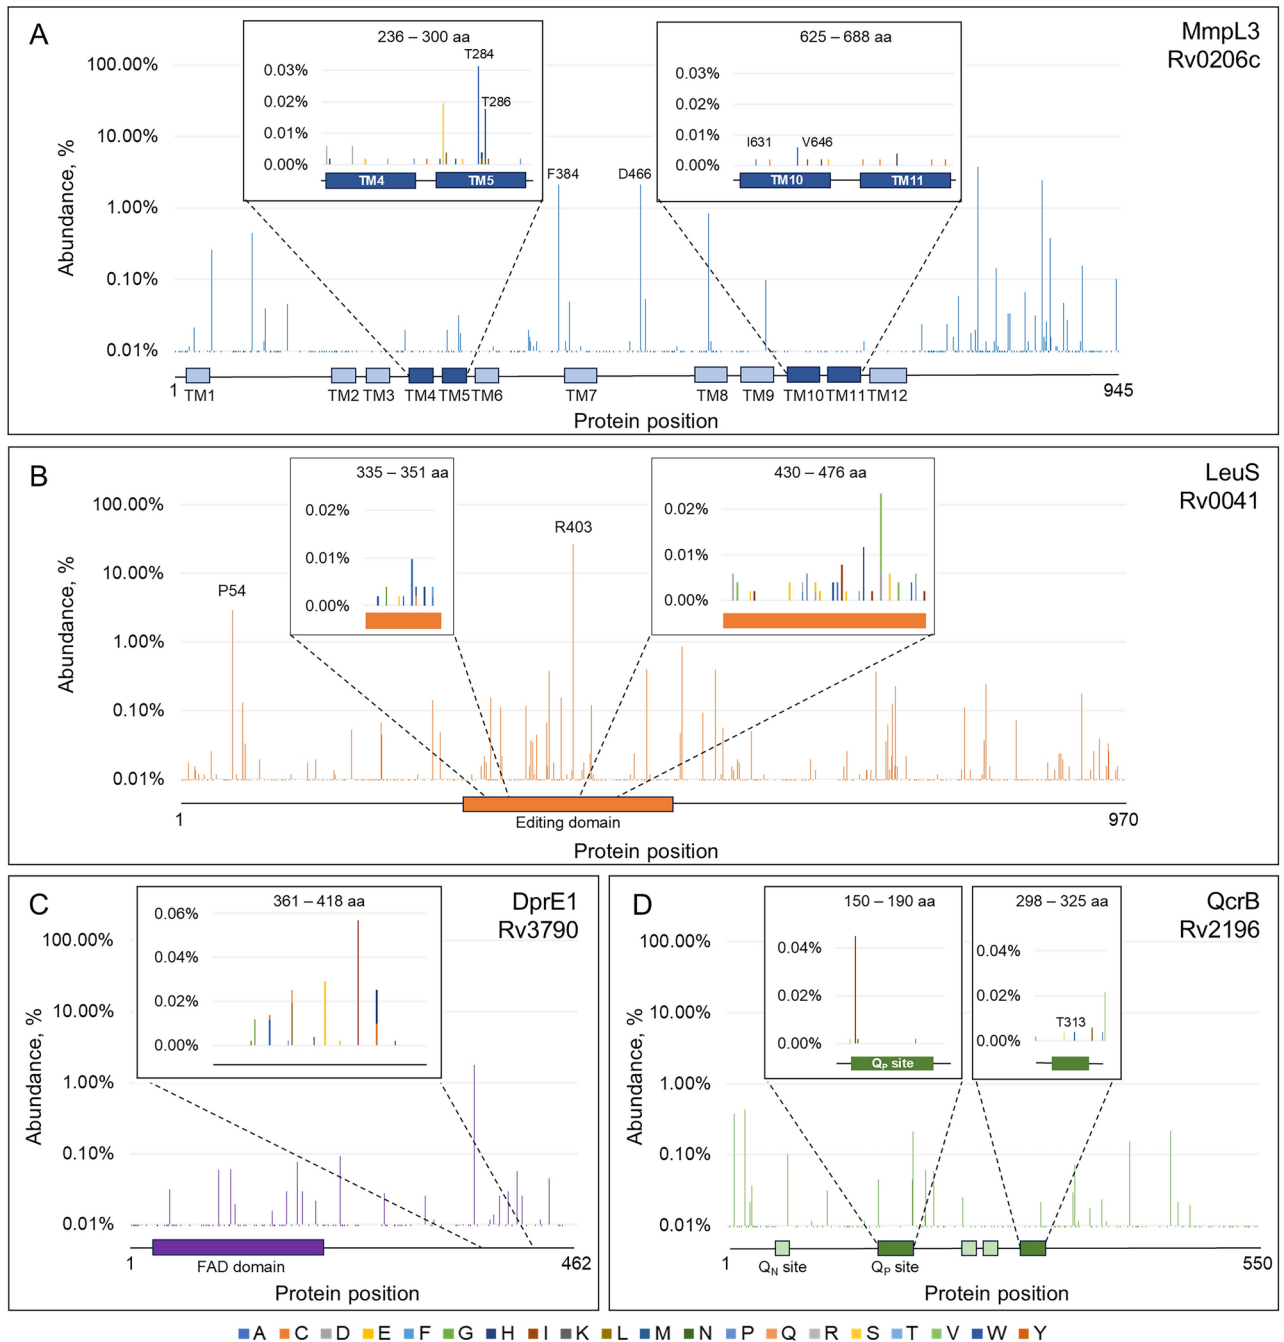 A
MmpL3
Rv0206c
236 – 300 aa
T284
T286
0.03%
0.02%
0.01%
0.00%
TM4
TM5
625 – 688 aa
0.03%
0.02%
0.01%
0.00%
I631
V646
TM10
TM11
100.00%
10.00%
1.00%
0.10%
0.01%
Abundance, %
F384
D466
TM1
TM2
TM3
TM4
TM5
TM6
TM7
TM8
TM9
TM10
TM11
TM12
1
945
Protein position
B
LeuS
Rv0041
335 – 351 aa
0.02%
0.01%
0.00%
430 – 476 aa
0.02%
0.01%
0.00%
100.00%
10.00%
1.00%
0.10%
0.01%
Abundance, %
P54
R403
Editing domain
1
970
Protein position
C
DprE1
Rv3790
361 – 418 aa
0.06%
0.04%
0.02%
0.00%
100.00%
10.00%
1.00%
0.10%
0.01%
Abundance, %
FAD domain
1
462
Protein position
D
QcrB
Rv2196
150 – 190 aa
0.04%
0.02%
0.00%
QP site
298 – 325 aa
0.04%
0.02%
0.00%
T313
100.00%
10.00%
1.00%
0.10%
0.01%
Abundance, %
QN site
QP site
1
550
Protein position
A C D E F G H I K L M N P Q R S T V W Y